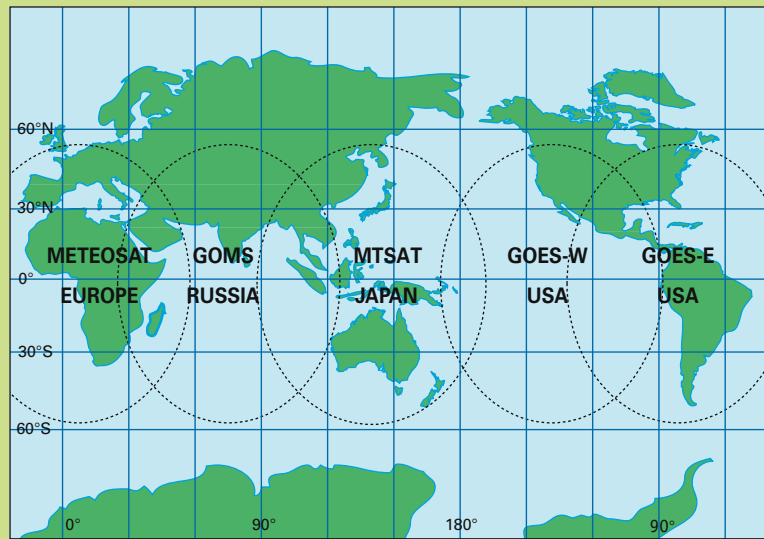 60°N
30°N
METEOSAT GOMS MTSAT GOES-W GOES-E
0°
EUROPE RUSSIA JAPAN USA USA
30°S
60°S
0° 90° 180° 90°